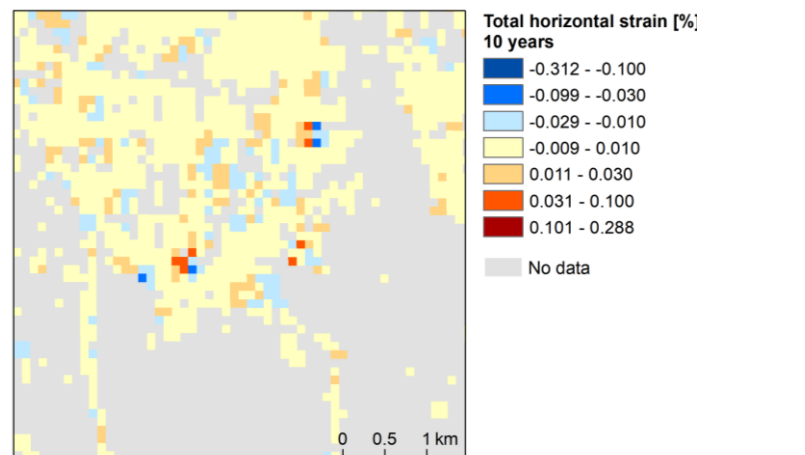 Total horizontal strain [%]
10 years
-0.312 - -0.100
-0.099 - -0.030
-0.029 - -0.010
-0.009 - 0.010
0.011 - 0.030
0.031 - 0.100
0.101 - 0.288
No data
0 0.5 1 km